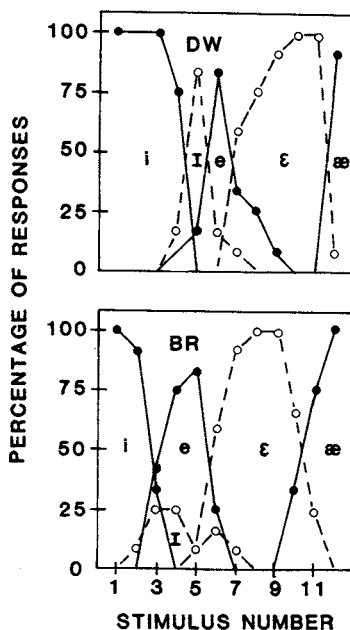 PERCENTAGE OF RESPONSES
100
75
50
25
0
DW
i I e ε æ
100
75
50
25
0
BR
i e ε æ
I
1 3 5 7 9 11
STIMULUS NUMBER